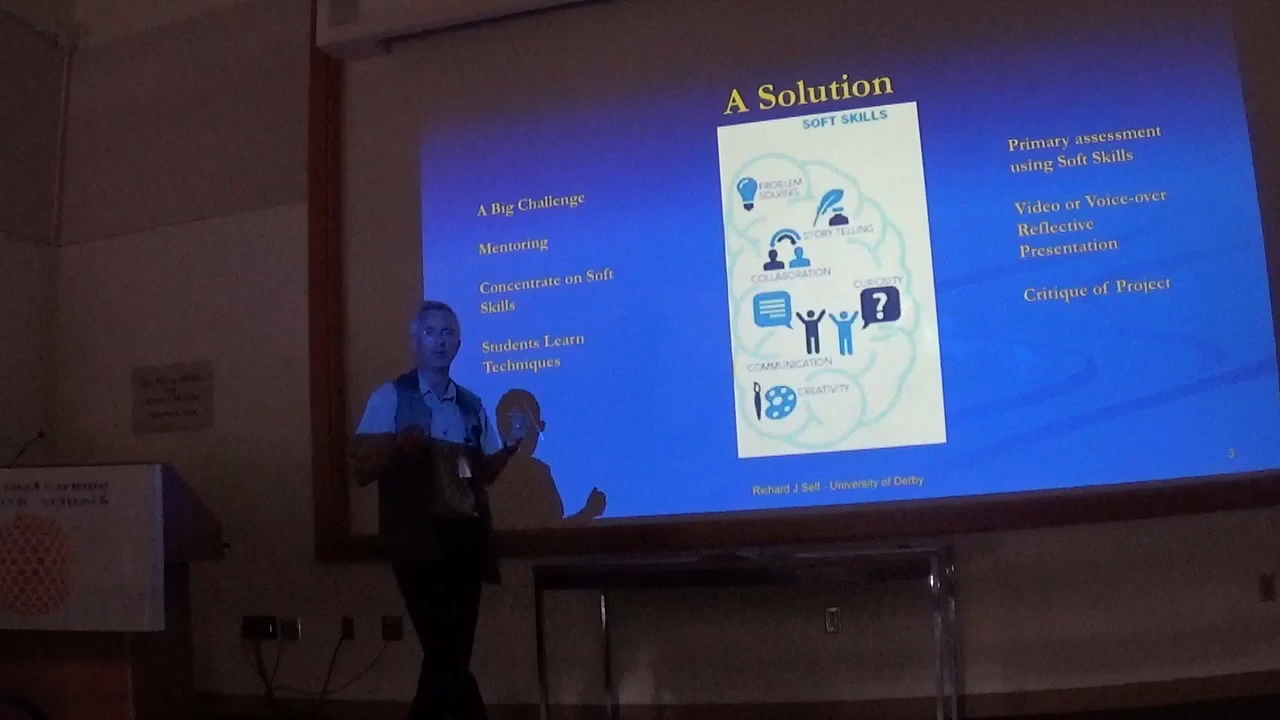 A Solution
A Big Challenge
Mentoring
Concentrate on Soft
Skills
Students Learn
Techniques
SOFT SKILLS
PROBLEM
SOLVING
STORY TELLING
COLLABORATION
CURIOSITY
?
COMMUNICATION
CREATIVITY
Primary assessment
using Soft Skills
Video or Voice-over
Reflective
Presentation
Critique of Project
Richard J Self - University of Derby
3